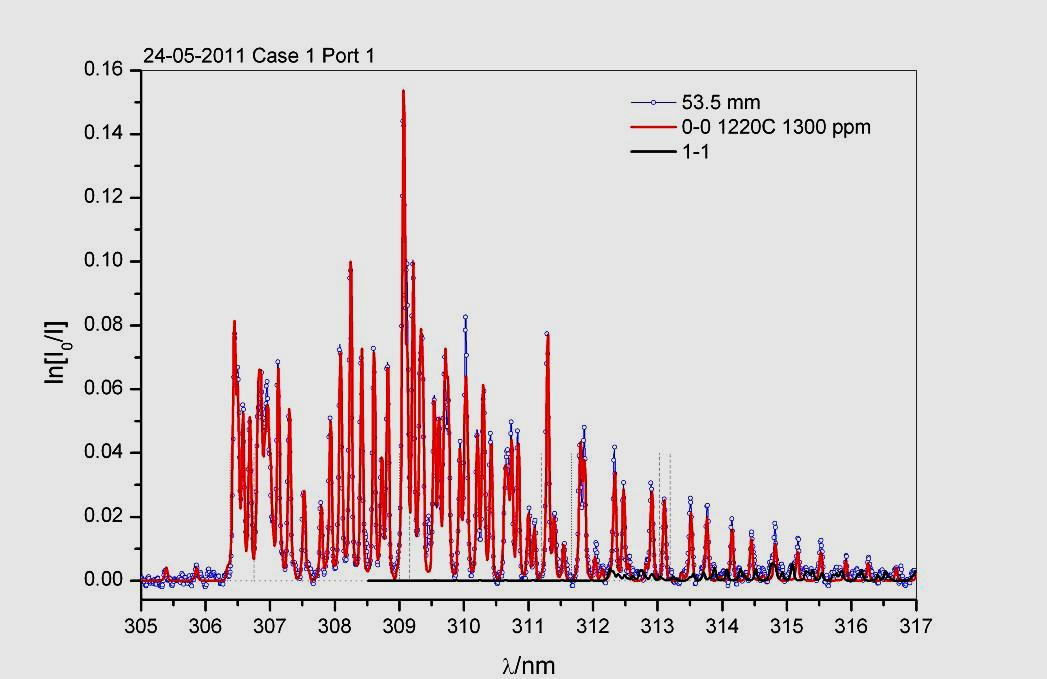 24-05-2011 Case 1 Port 1
0.16
0.14
0.12
0.10
0.08
0.06
0.04
0.02
0.00
ln[I₀/I]
53.5 mm
0-0 1220C 1300 ppm
1-1
305 306 307 308 309 310 311 312 313 314 315 316 317
λ/nm